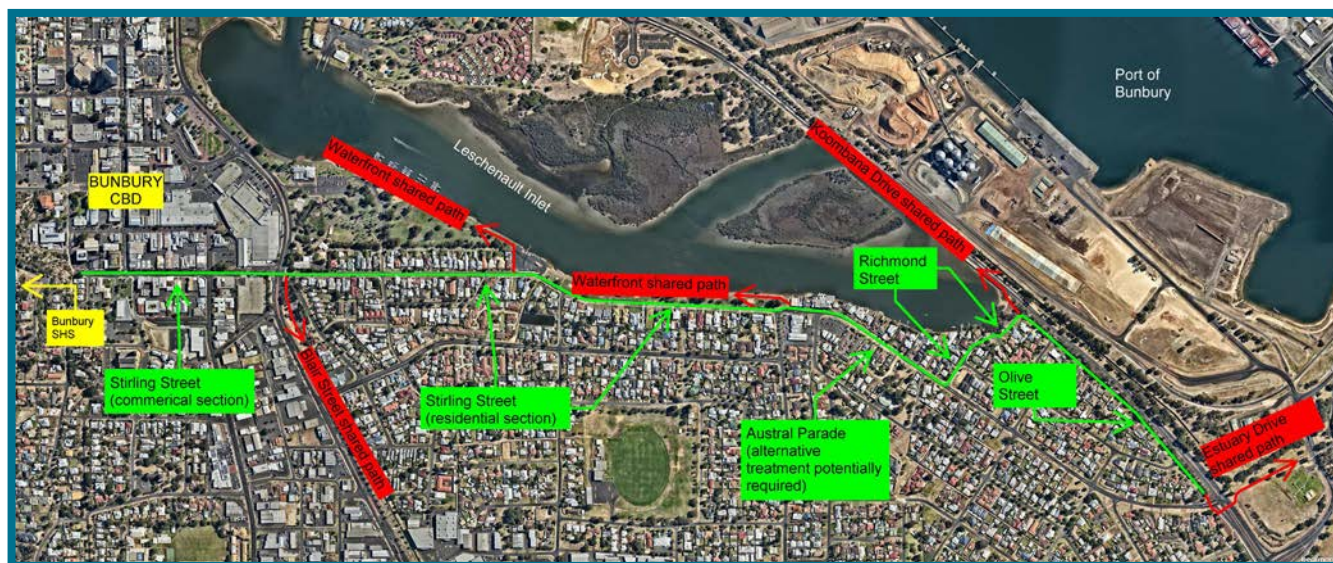 Port of
Bunbury
Koombana Drive shared path
Waterfront shared path
Leschenault Inlet
BUNBURY
CBD
Richmond
Street
Waterfront shared path
Bunbury
SHS
Stirling Street
(commerical section)
Blair Street shared path
Stirling Street
(residential section)
Olive
Street
Austral Parade
(alternative
treatment potentially
required)
Estuary Drive
shared path